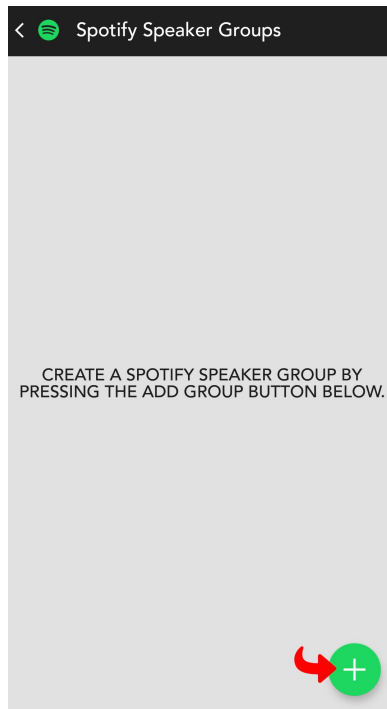 Spotify Speaker Groups
CREATE A SPOTIFY SPEAKER GROUP BY
PRESSING THE ADD GROUP BUTTON BELOW.